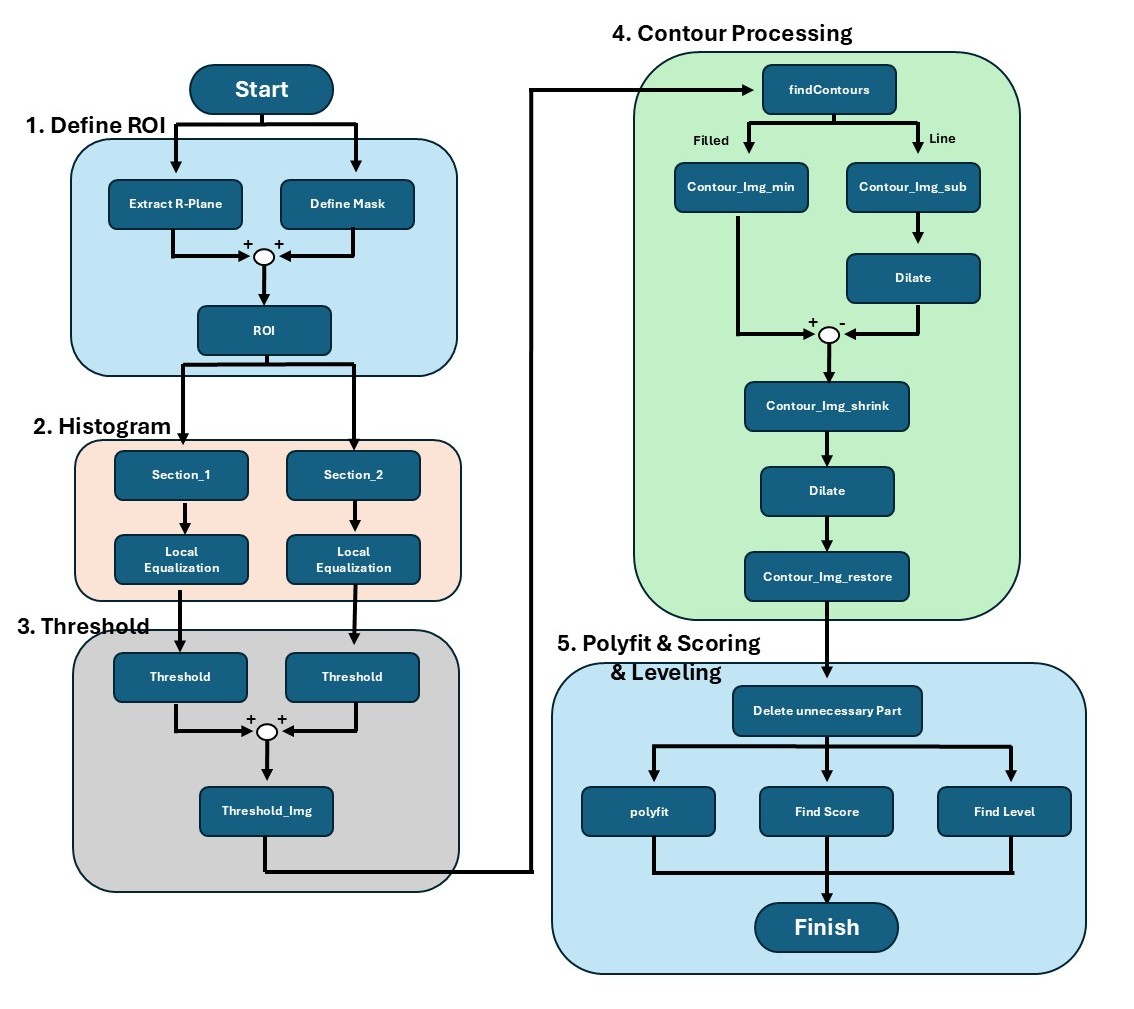 Start
1. Define ROI
Extract R-Plane
Define Mask
+ +
ROI
2. Histogram
Section_1
Section_2
Local
Equalization
Local
Equalization
3. Threshold
Threshold
Threshold
+ +
Threshold_Img
4. Contour Processing
findContours
Filled
Line
Contour_Img_min
Contour_Img_sub
Dilate
+ -
Contour_Img_shrink
Dilate
Contour_Img_restore
5. Polyfit & Scoring
& Leveling
Delete unnecessary Part
polyfit
Find Score
Find Level
Finish